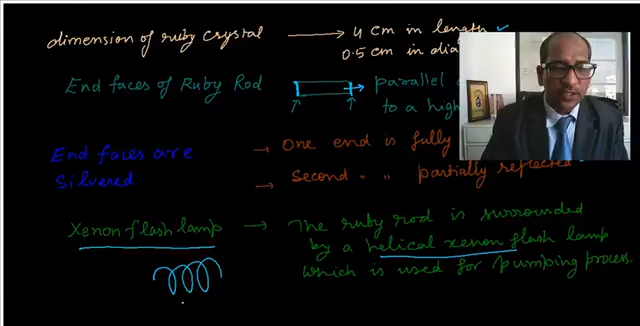 dimension of ruby crystal → 4 cm in length
0.5 cm in dia
End faces of Ruby Rod → parallel
to a high
End faces are → One end is fully
Silvered → Second " " partially reflected
Xenon flash lamp → The ruby rod is surrounded
by a helical xenon flash lamp
which is used for pumping process.